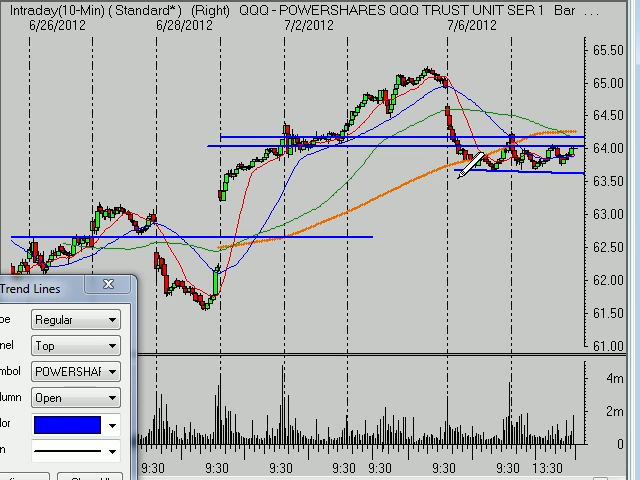 Intraday(10-Min) ( Standard* ) (Right) QQQ - POWERSHARES QQQ TRUST UNIT SER 1 Bar ...
6/26/2012 6/28/2012 7/2/2012 7/6/2012
65.50
65.00
64.50
64.00
63.50
63.00
62.50
62.00
61.50
61.00
Trend Lines
Regular
Top
POWERSHAR
Open
4m
2m
9:30 9:30 9:30 9:30 9:30 9:30 9:30 13:30